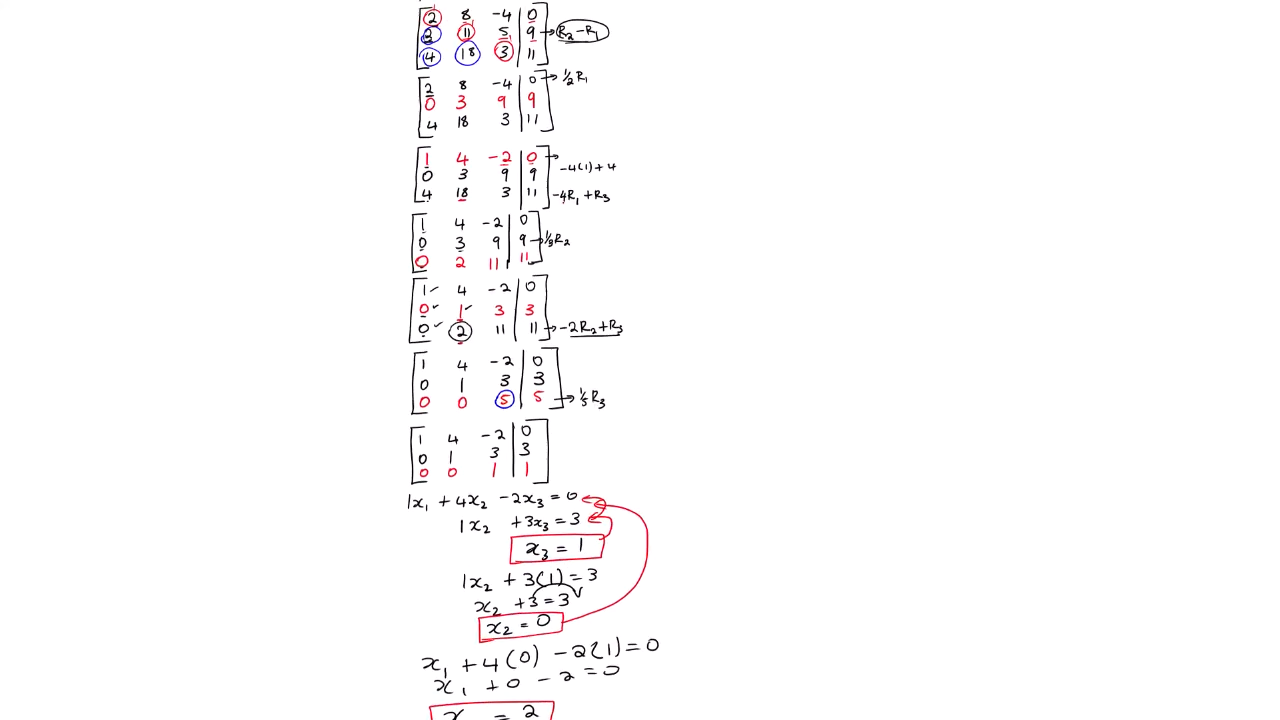 2 8 -4 0
2 11 5 9 → R₂ - R₁
4 18 3 11
2 8 -4 0 → ½R₁
0 3 9 9
4 18 3 11
1 4 -2 0 →
0 3 9 9 -4(1)+4
4 18 3 11 -4R₁ + R₃
1 4 -2 0
0 3 9 9 → ⅓R₂
0 2 11 11
1 4 -2 0
0 1 3 3
0 2 11 11 → -2R₂ + R₃
1 4 -2 0
0 1 3 3
0 0 5 5 → ⅕R₃
1 4 -2 0
0 1 3 3
0 0 1 1
1x₁ + 4x₂ - 2x₃ = 0
1x₂ + 3x₃ = 3
x₃ = 1
1x₂ + 3(1) = 3
x₂ + 3 = 3
x₂ = 0
x₁ + 4(0) - 2(1) = 0
x₁ + 0 - 2 = 0
x = 2